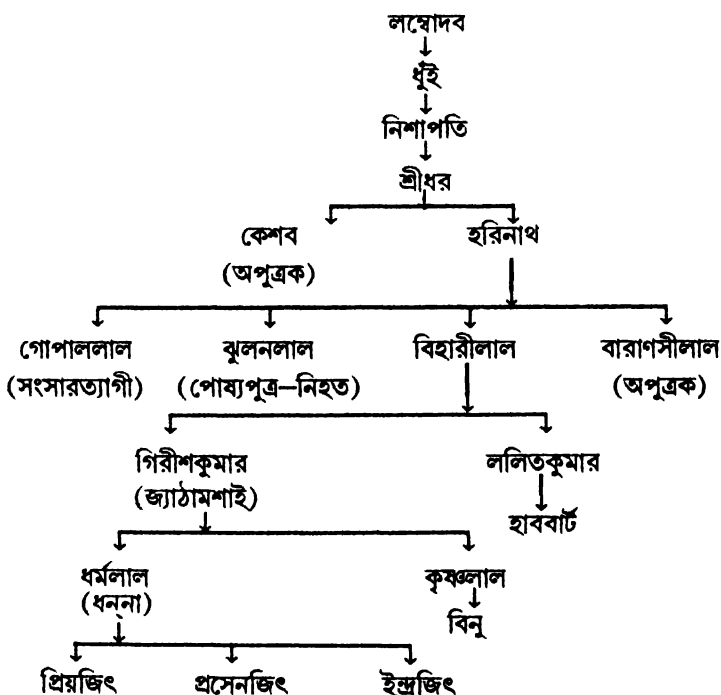 লম্বোদব
ধুঁই
নিশাপতি
শ্রীধর
কেশব হরিনাথ
(অপুত্রক)
গোপাললাল ঝুলনলাল বিহারীলাল বারাণসীলাল
(সংসারত্যাগী) (পোষ্যপুত্র—নিহত) (অপুত্রক)
গিরীশকুমার ললিতকুমার
(জ্যাঠামশাই)
হাববার্ট
ধর্মলাল কৃষ্ণলাল
(ধন্‌না)
বিনু
প্রিয়জিৎ প্রসেনজিৎ ইন্দ্রজিৎ